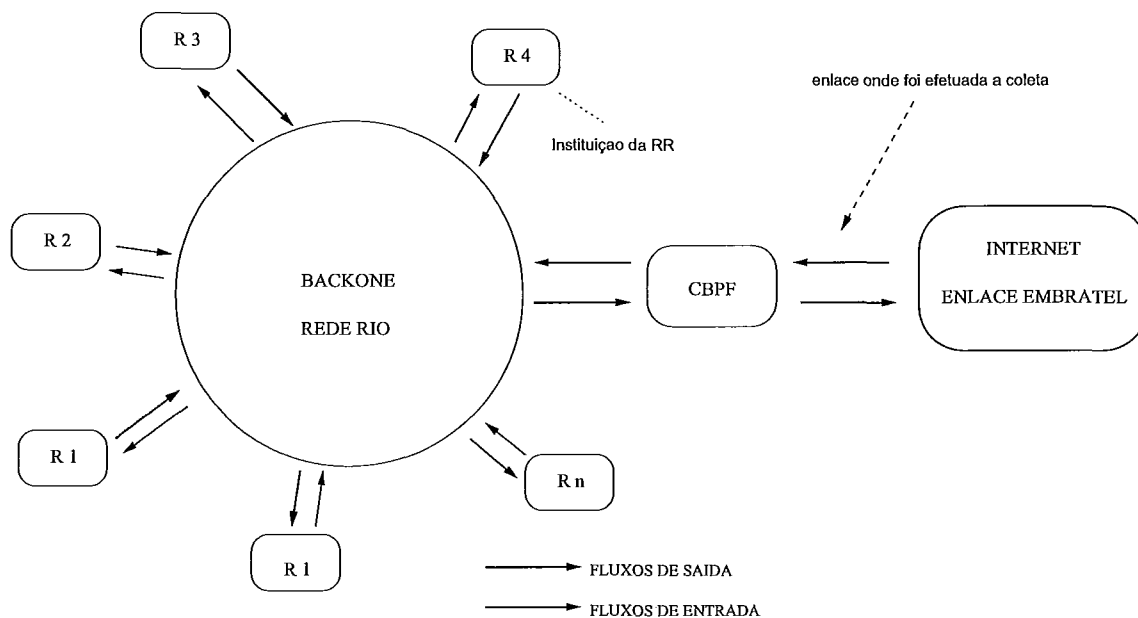 R 3
R 4
enlace onde foi efetuada a coleta
Instituiçao da RR
R 2
INTERNET
ENLACE EMBRATEL
CBPF
BACKONE
REDE RIO
R 1
R n
R 1
FLUXOS DE SAIDA
FLUXOS DE ENTRADA